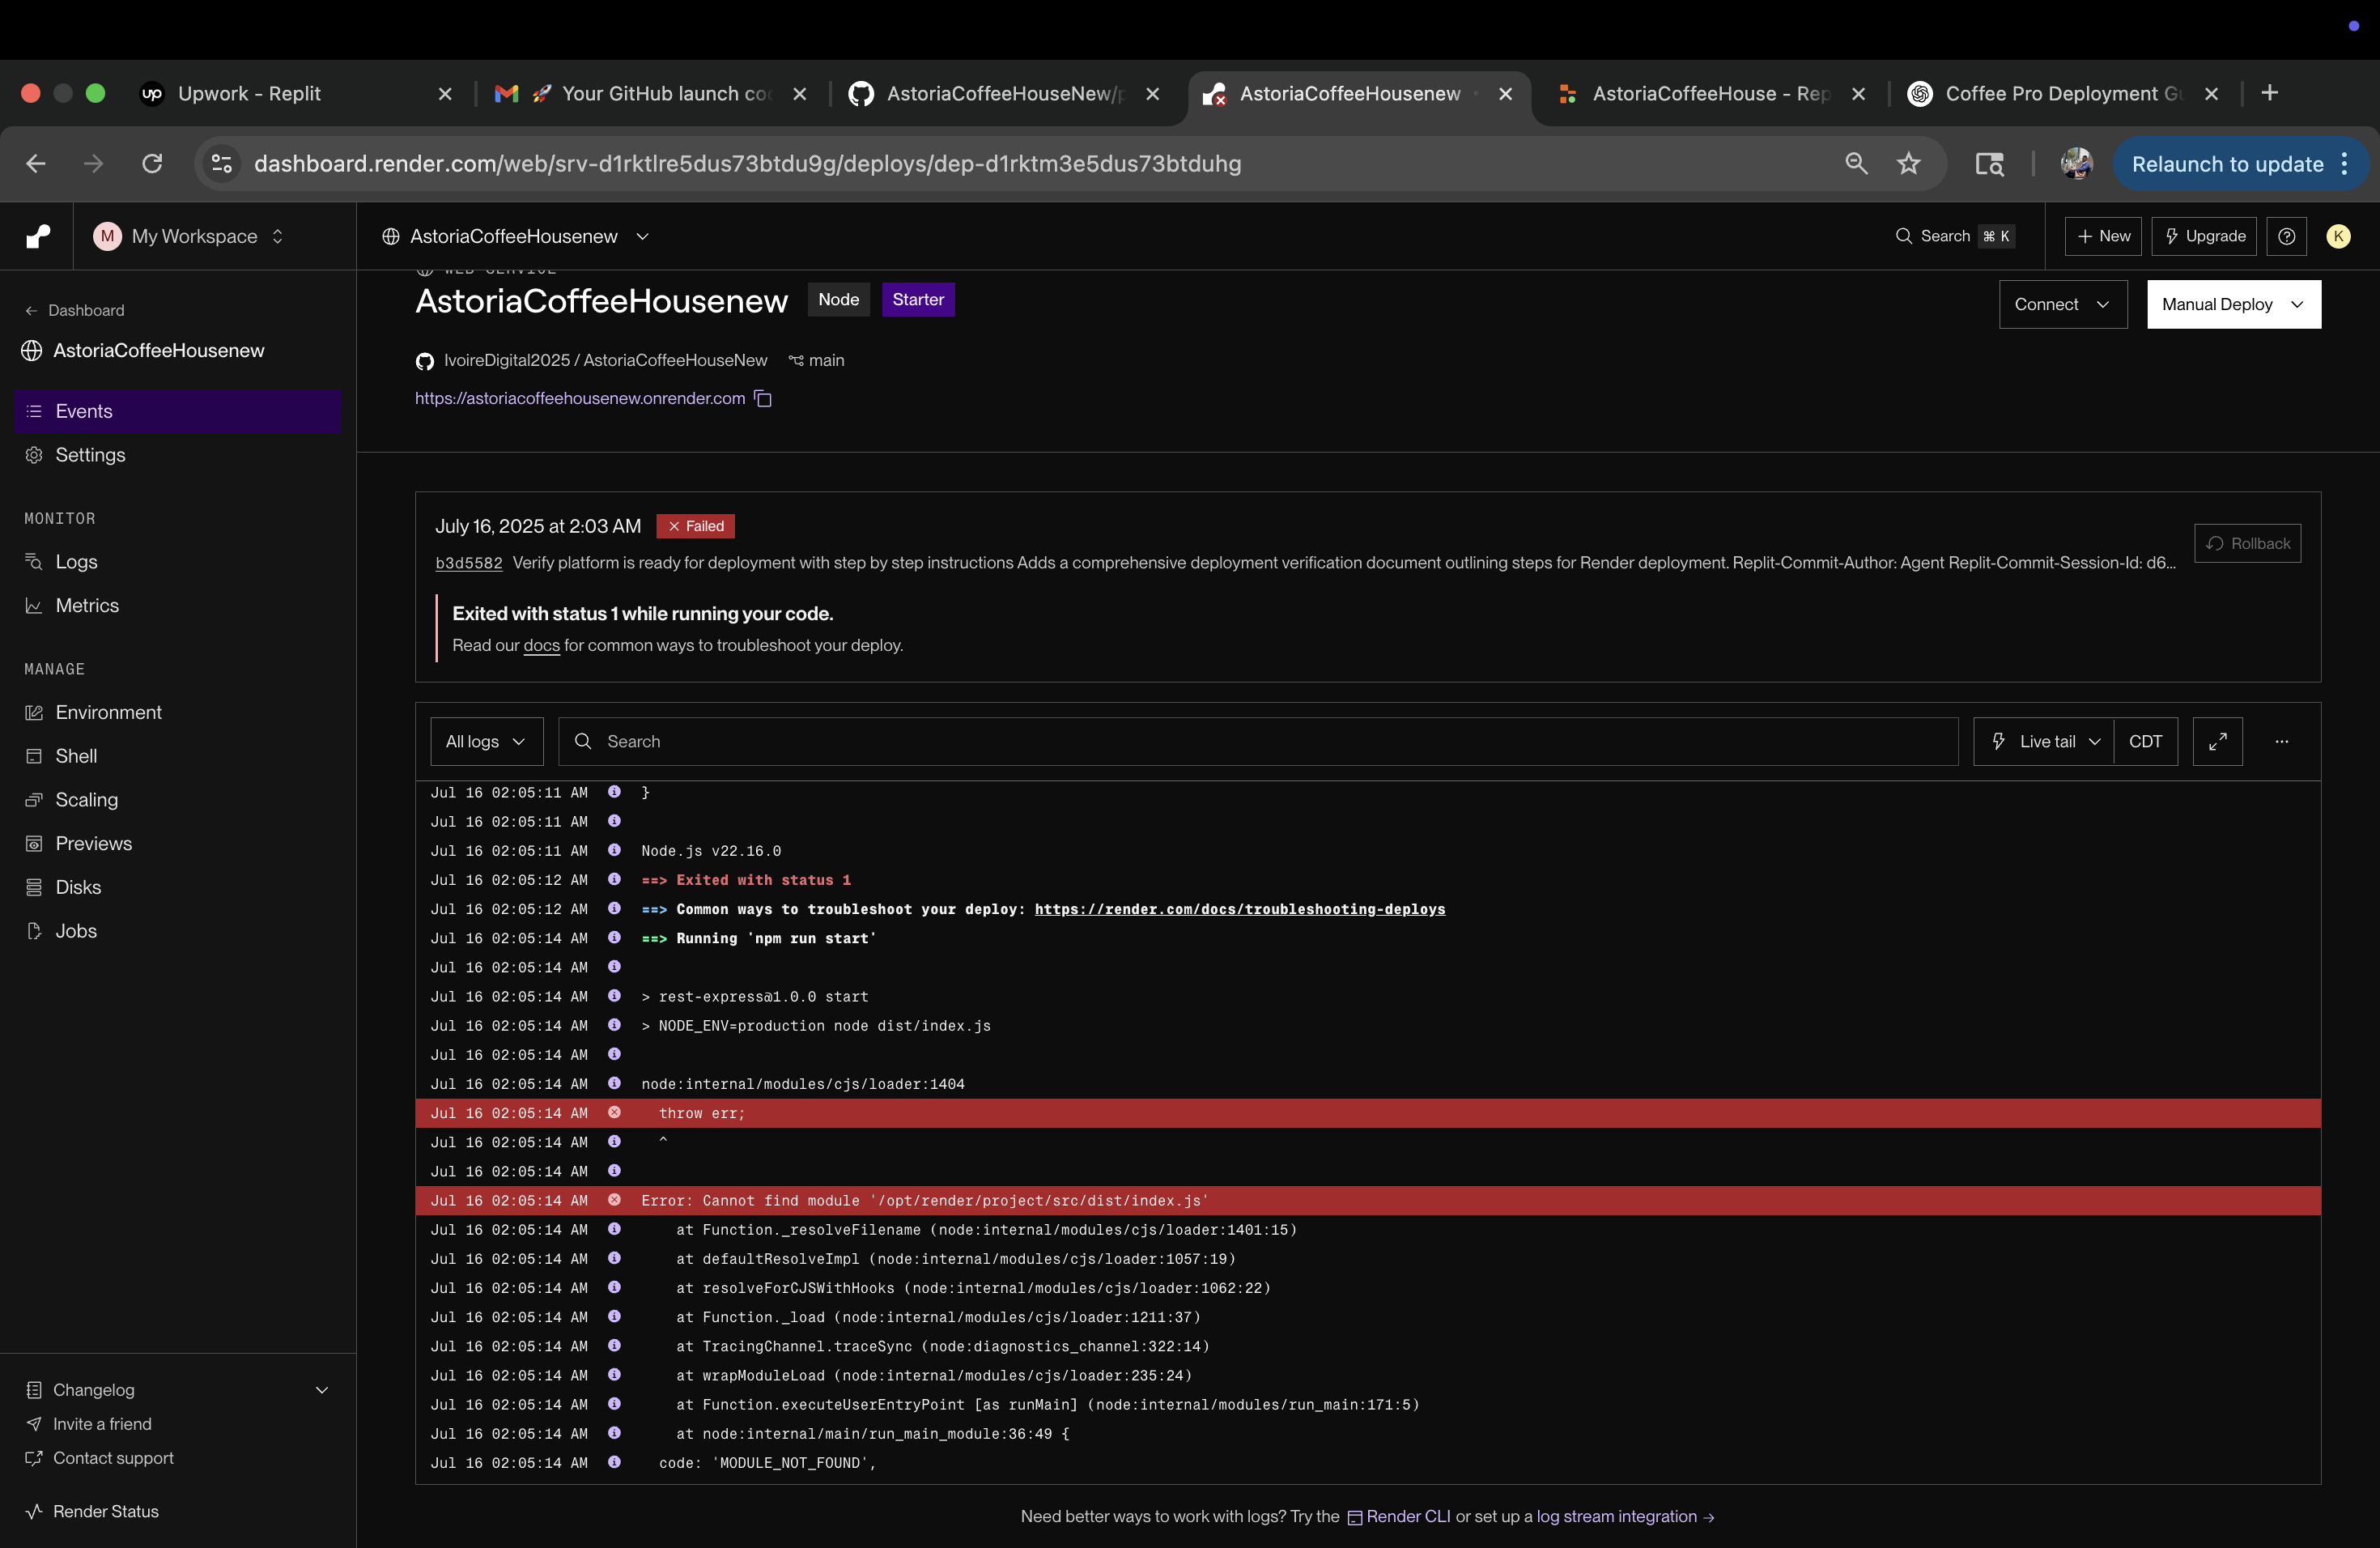 Upwork - Replit
🚀 Your GitHub launch co
AstoriaCoffeeHouseNew/p
AstoriaCoffeeHousenew
AstoriaCoffeeHouse - Rep
Coffee Pro Deployment Gu
dashboard.render.com/web/srv-d1rktlre5dus73btdu9g/deploys/dep-d1rktm3e5dus73btduhg
Relaunch to update
M My Workspace
AstoriaCoffeeHousenew
Search ⌘ K
+ New
Upgrade
K
← Dashboard
AstoriaCoffeeHousenew
Events
Settings
MONITOR
Logs
Metrics
MANAGE
Environment
Shell
Scaling
Previews
Disks
Jobs
Changelog
Invite a friend
Contact support
Render Status
WEB SERVICE
AstoriaCoffeeHousenew Node Starter
Connect
Manual Deploy
IvoireDigital2025 / AstoriaCoffeeHouseNew main
https://astoriacoffeehousenew.onrender.com
July 16, 2025 at 2:03 AM Failed
b3d5582 Verify platform is ready for deployment with step by step instructions Adds a comprehensive deployment verification document outlining steps for Render deployment. Replit-Commit-Author: Agent Replit-Commit-Session-Id: d6...
Rollback
Exited with status 1 while running your code.
Read our docs for common ways to troubleshoot your deploy.
All logs
Search
Live tail
CDT
...
Jul 16 02:05:11 AM }
Jul 16 02:05:11 AM
Jul 16 02:05:11 AM Node.js v22.16.0
Jul 16 02:05:12 AM ==> Exited with status 1
Jul 16 02:05:12 AM ==> Common ways to troubleshoot your deploy: https://render.com/docs/troubleshooting-deploys
Jul 16 02:05:14 AM ==> Running 'npm run start'
Jul 16 02:05:14 AM
Jul 16 02:05:14 AM > rest-express@1.0.0 start
Jul 16 02:05:14 AM > NODE_ENV=production node dist/index.js
Jul 16 02:05:14 AM
Jul 16 02:05:14 AM node:internal/modules/cjs/loader:1404
Jul 16 02:05:14 AM throw err;
Jul 16 02:05:14 AM ^
Jul 16 02:05:14 AM
Jul 16 02:05:14 AM Error: Cannot find module '/opt/render/project/src/dist/index.js'
Jul 16 02:05:14 AM at Function._resolveFilename (node:internal/modules/cjs/loader:1401:15)
Jul 16 02:05:14 AM at defaultResolveImpl (node:internal/modules/cjs/loader:1057:19)
Jul 16 02:05:14 AM at resolveForCJSWithHooks (node:internal/modules/cjs/loader:1062:22)
Jul 16 02:05:14 AM at Function._load (node:internal/modules/cjs/loader:1211:37)
Jul 16 02:05:14 AM at TracingChannel.traceSync (node:diagnostics_channel:322:14)
Jul 16 02:05:14 AM at wrapModuleLoad (node:internal/modules/cjs/loader:235:24)
Jul 16 02:05:14 AM at Function.executeUserEntryPoint [as runMain] (node:internal/modules/run_main:171:5)
Jul 16 02:05:14 AM at node:internal/main/run_main_module:36:49 {
Jul 16 02:05:14 AM code: 'MODULE_NOT_FOUND',
Need better ways to work with logs? Try the Render CLI or set up a log stream integration →